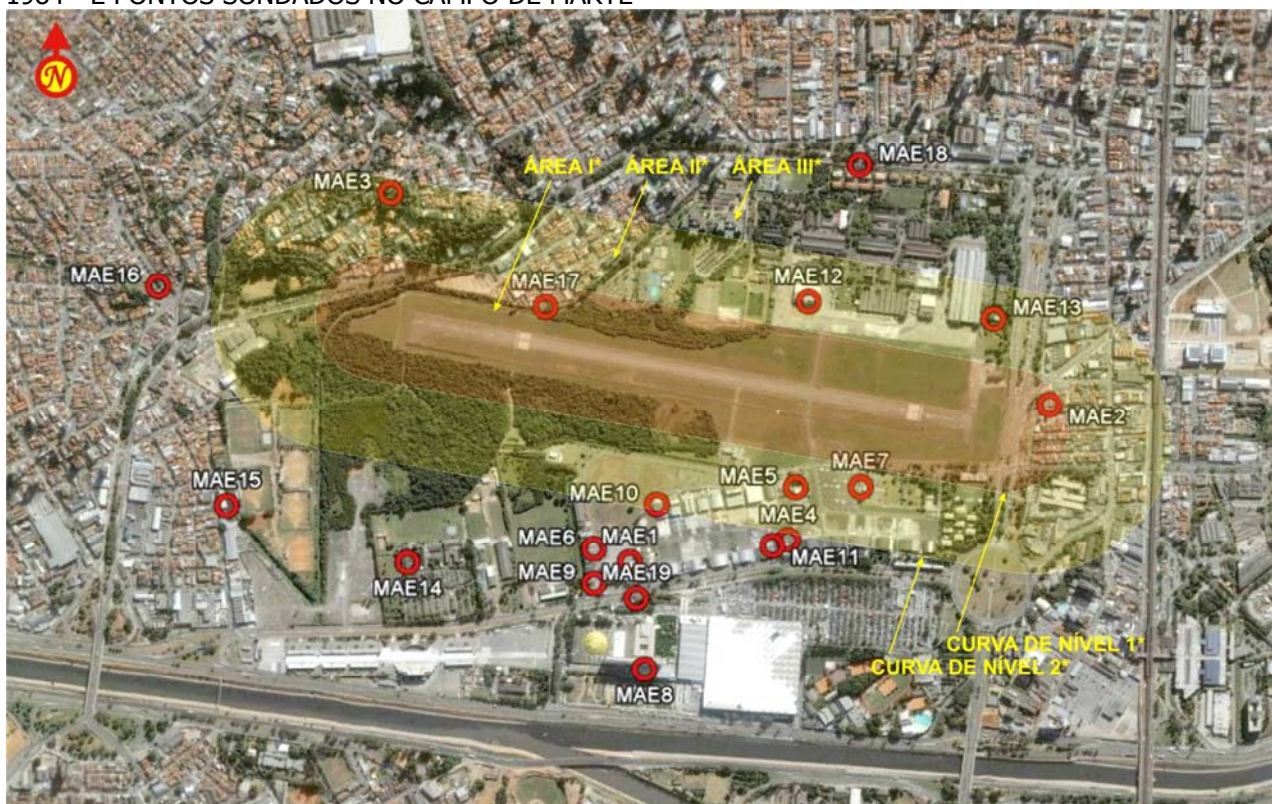 1984 - E PONTOS SONDADOS NO CAMPO DE MARTE
N
MAE18
ÁREA I*
ÁREA II*
ÁREA III*
MAE3
MAE16
MAE17
MAE12
MAE13
MAE2
MAE5
MAE7
MAE15
MAE10
MAE4
MAE6
MAE1
MAE11
MAE9
MAE19
MAE14
CURVA DE NÍVEL 1*
CURVA DE NÍVEL 2*
MAE8